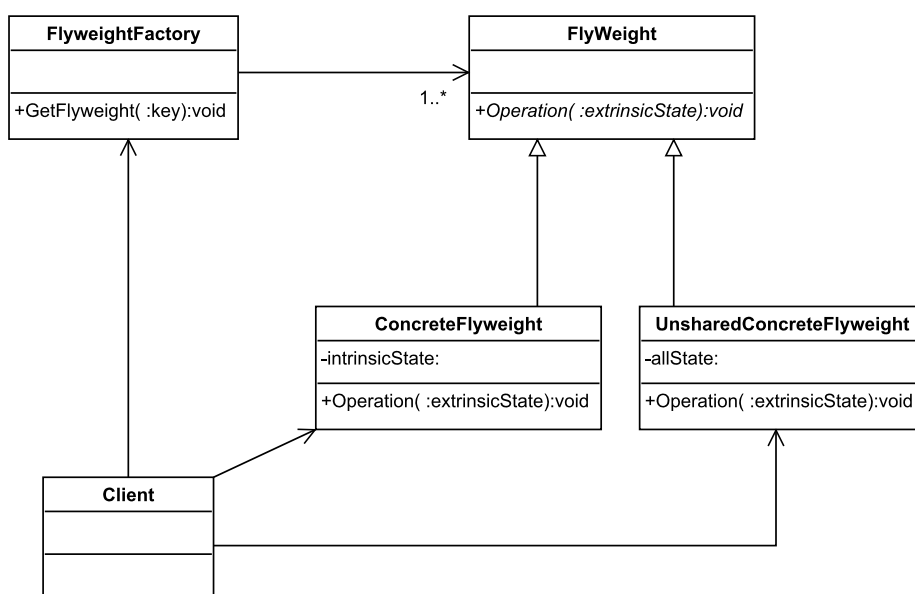 FlyweightFactory
+GetFlyweight( :key):void
1..*
FlyWeight
+Operation( :extrinsicState):void
ConcreteFlyweight
-intrinsicState:
+Operation( :extrinsicState):void
UnsharedConcreteFlyweight
-allState:
+Operation( :extrinsicState):void
Client